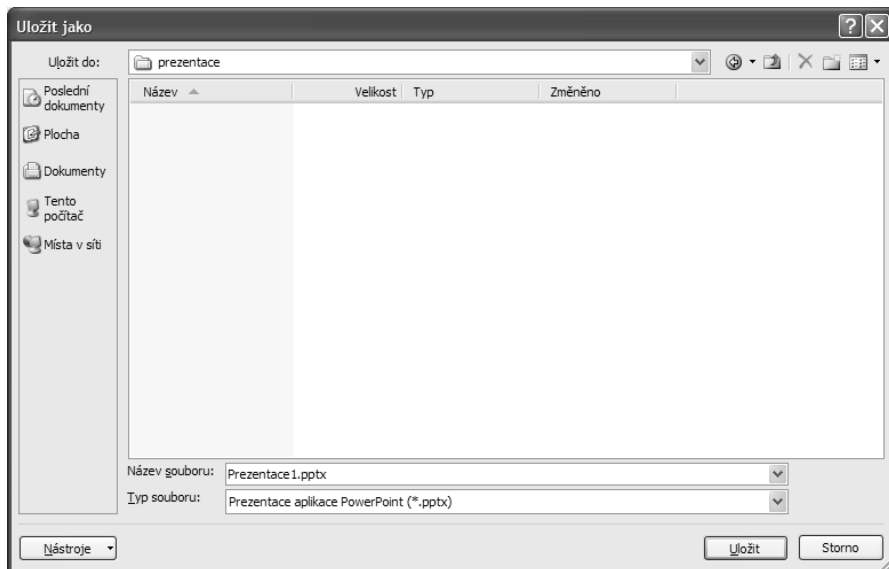 Uložit jako
Uložit do:
prezentace
Poslední
dokumenty
Plocha
Dokumenty
Tento
počítač
Místa v síti
Název Velikost Typ Změněno
Název souboru: Prezentace1.pptx
Typ souboru: Prezentace aplikace PowerPoint (*.pptx)
Nástroje Uložit Storno